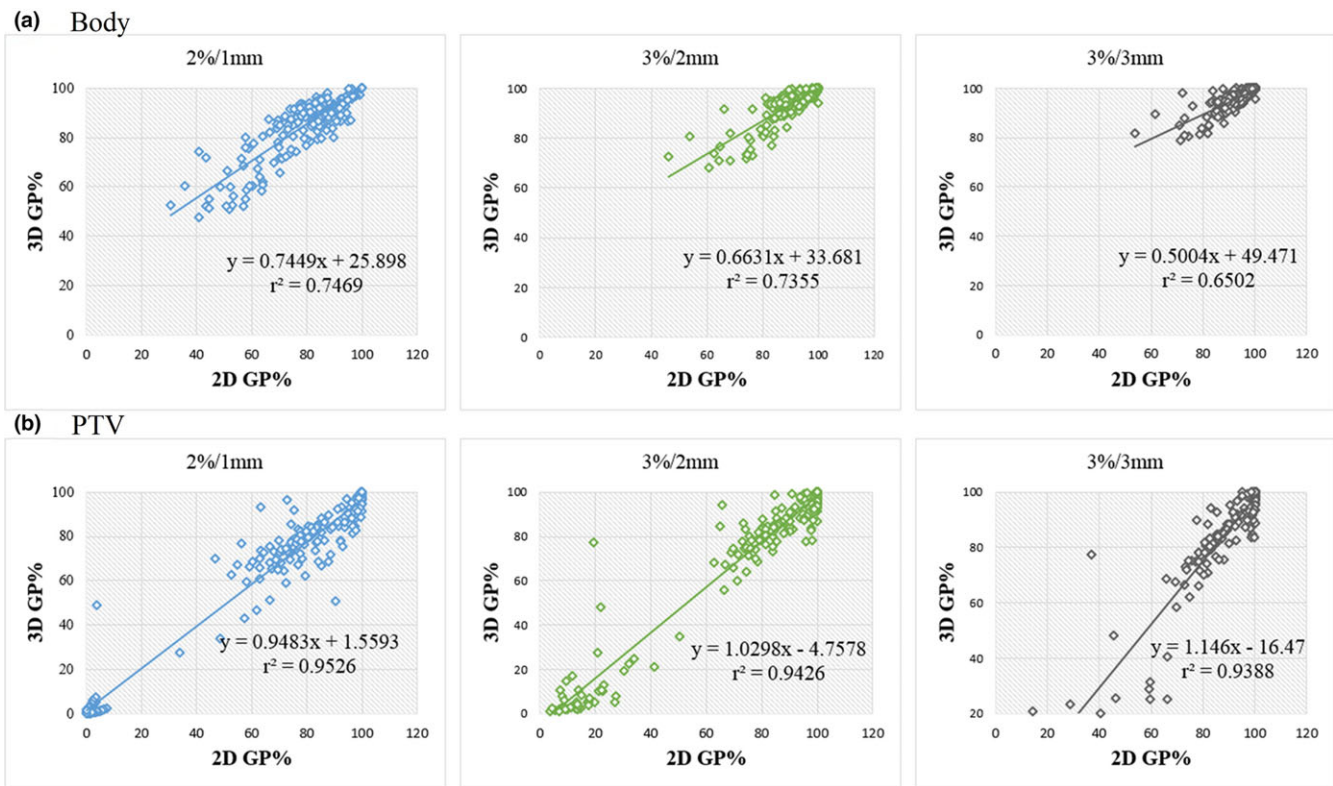 (a) Body
2%/1mm
3D GP%
100
80
60
40
20
0
y = 0.7449x + 25.898
r² = 0.7469
0 20 40 60 80 100 120
2D GP%
3%/2mm
3D GP%
100
80
60
40
20
0
y = 0.6631x + 33.681
r² = 0.7355
0 20 40 60 80 100 120
2D GP%
3%/3mm
3D GP%
100
80
60
40
20
0
y = 0.5004x + 49.471
r² = 0.6502
0 20 40 60 80 100 120
2D GP%
(b) PTV
2%/1mm
3D GP%
100
80
60
40
20
0
y = 0.9483x + 1.5593
r² = 0.9526
0 20 40 60 80 100 120
2D GP%
3%/2mm
3D GP%
100
80
60
40
20
0
y = 1.0298x - 4.7578
r² = 0.9426
0 20 40 60 80 100 120
2D GP%
3%/3mm
3D GP%
100
80
60
40
20
y = 1.146x - 16.47
r² = 0.9388
0 20 40 60 80 100 120
2D GP%